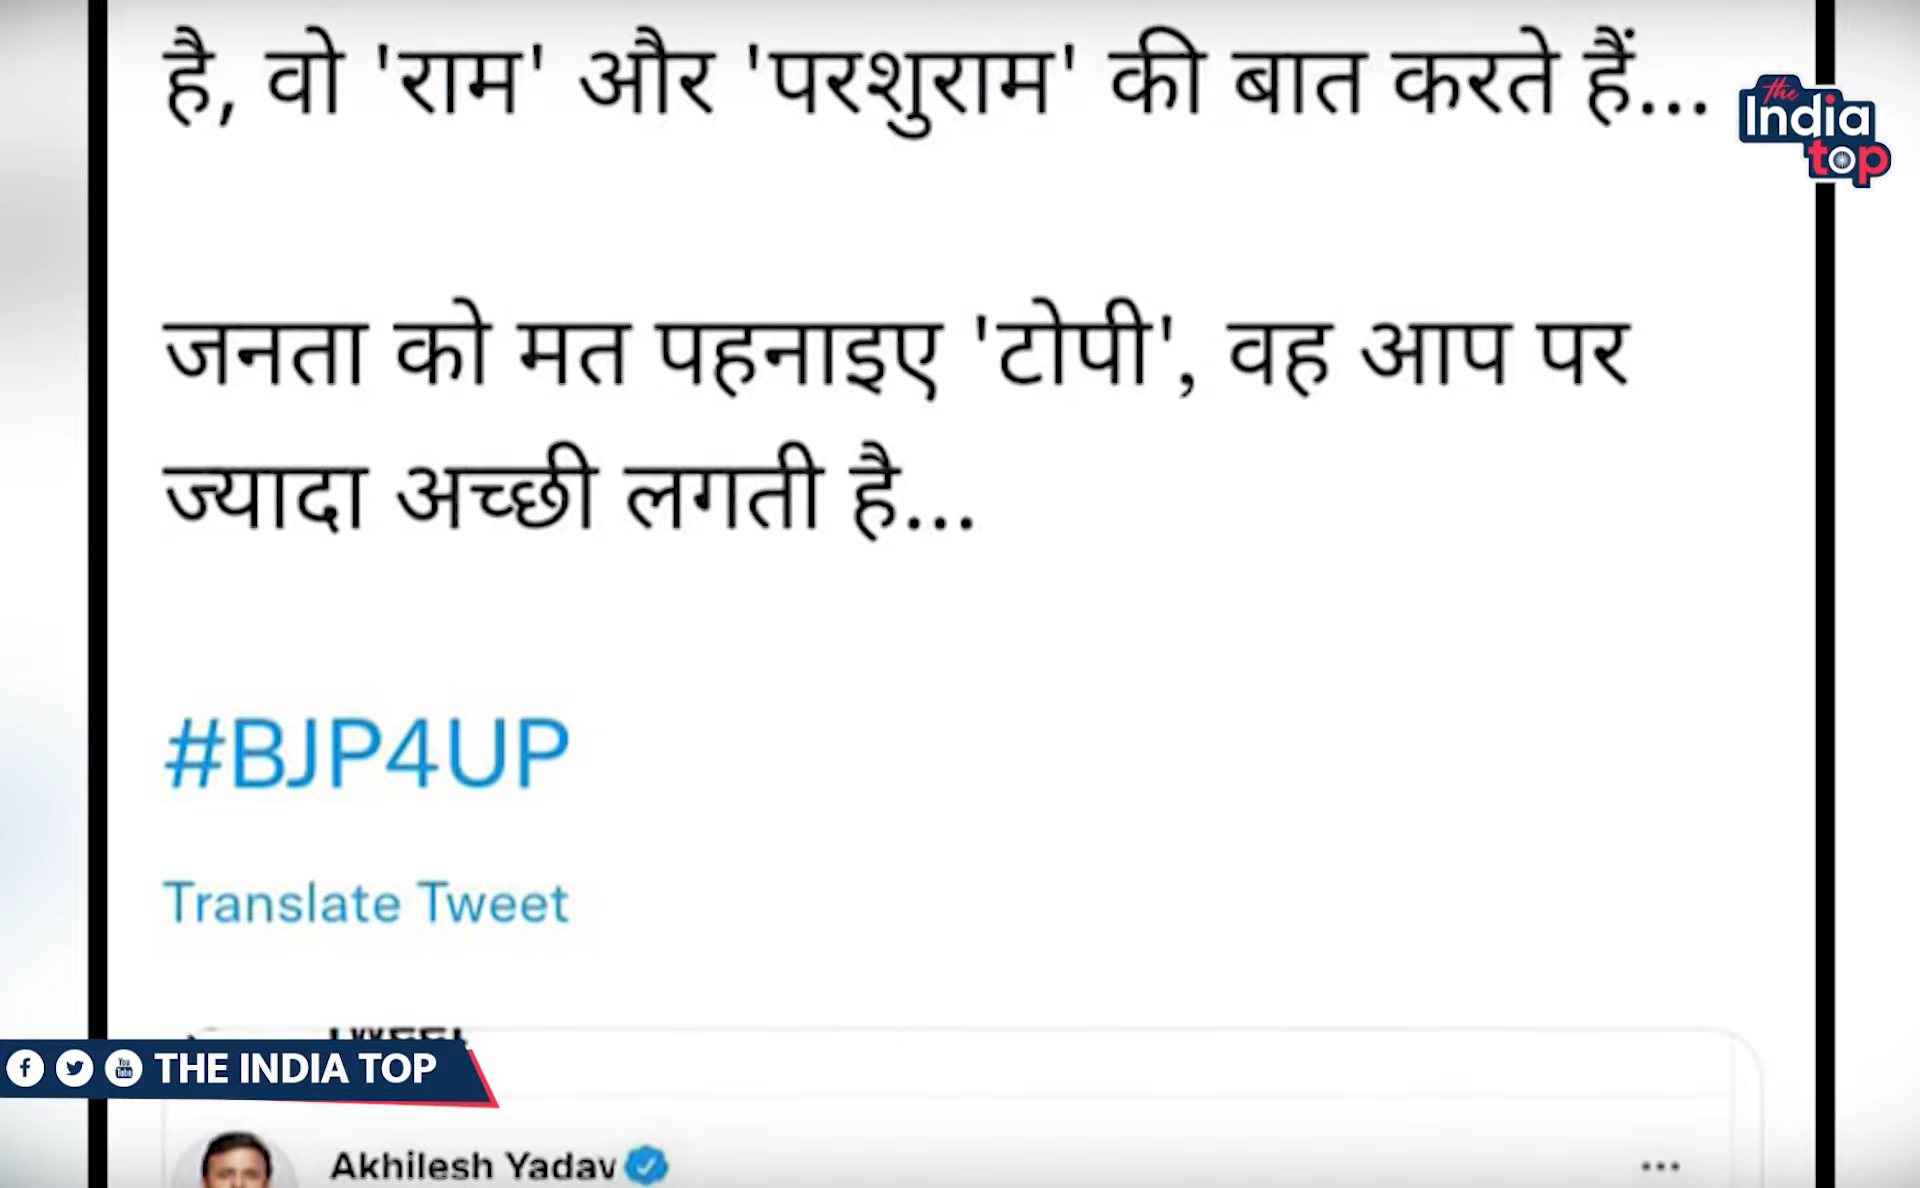 है, वो 'राम' और 'परशुराम' की बात करते हैं...
the
India
top
जनता को मत पहनाइए 'टोपी', वह आप पर
ज्यादा अच्छी लगती है...
#BJP4UP
Translate Tweet
Tweet
THE INDIA TOP
Akhilesh Yadav